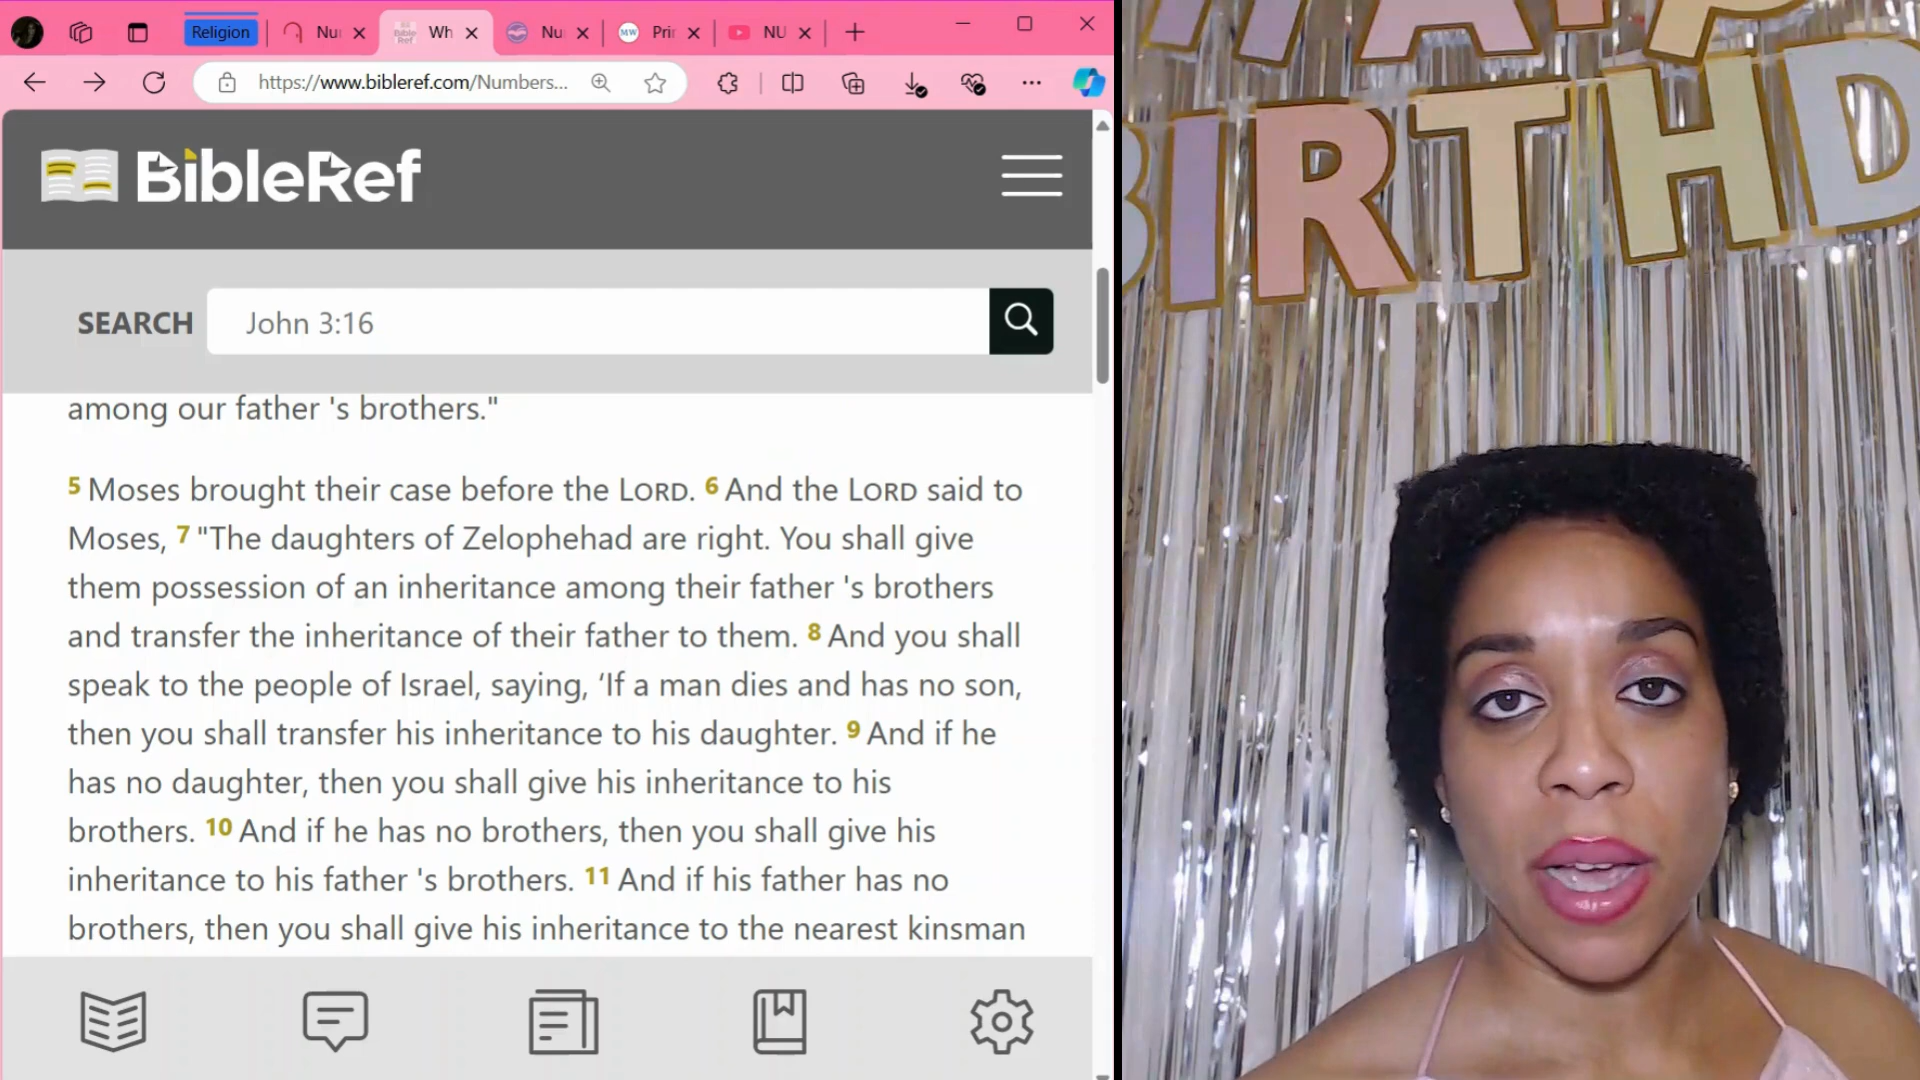 Religion
Nu
Wh
Nu
MW
Pri
NU
https://www.bibleref.com/Numbers...
BibleRef
SEARCH
John 3:16
among our father 's brothers."
5 Moses brought their case before the LORD. 6 And the LORD said to
Moses, 7 "The daughters of Zelophehad are right. You shall give
them possession of an inheritance among their father 's brothers
and transfer the inheritance of their father to them. 8 And you shall
speak to the people of Israel, saying, ‘If a man dies and has no son,
then you shall transfer his inheritance to his daughter. 9 And if he
has no daughter, then you shall give his inheritance to his
brothers. 10 And if he has no brothers, then you shall give his
inheritance to his father 's brothers. 11 And if his father has no
brothers, then you shall give his inheritance to the nearest kinsman
BIRTHD